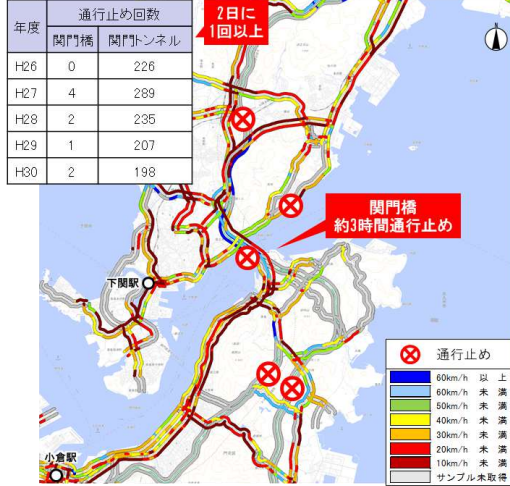 年度 通行止め回数
関門橋 関門トンネル
H26 0 226
H27 4 289
H28 2 235
H29 1 207
H30 2 198
2日に
1回以上
N
関門橋
約3時間通行止め
下関駅
小倉駅
通行止め
60km/h 以 上
60km/h 未 満
50km/h 未 満
40km/h 未 満
30km/h 未 満
20km/h 未 満
10km/h 未 満
サンプル未取得